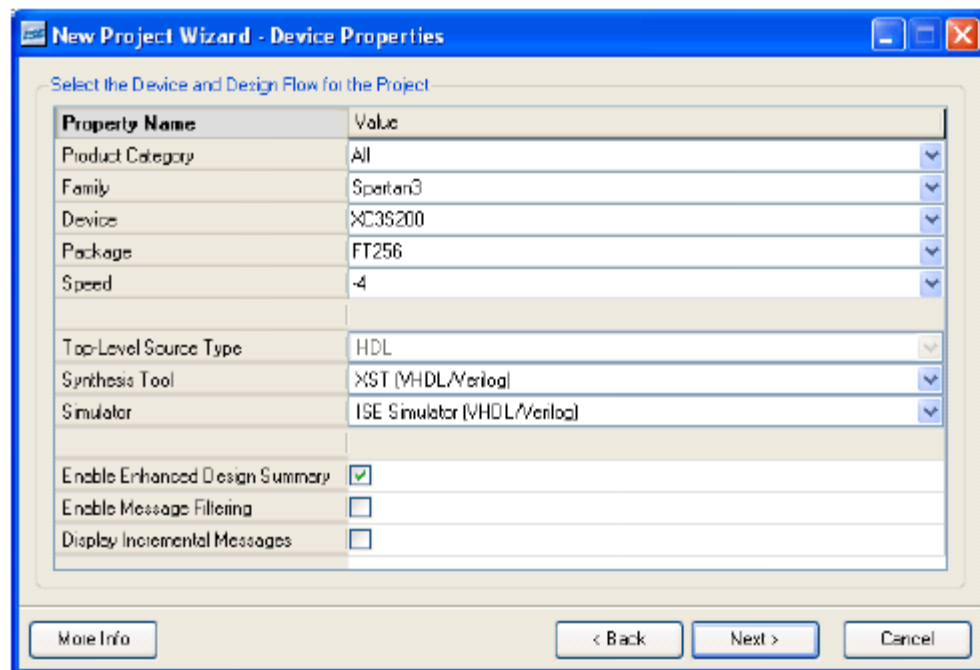 New Project Wizard - Device Properties
Select the Device and Design Flow for the Project
Property Name Value
Product Category All
Family Spartan3
Device XC3S200
Package FT256
Speed -4
Top-Level Source Type HDL
Synthesis Tool XST (VHDL/Verilog)
Simulator ISE Simulator (VHDL/Verilog)
Enable Enhanced Design Summary
Enable Message Filtering
Display Incremental Messages
More Info < Back Next > Cancel